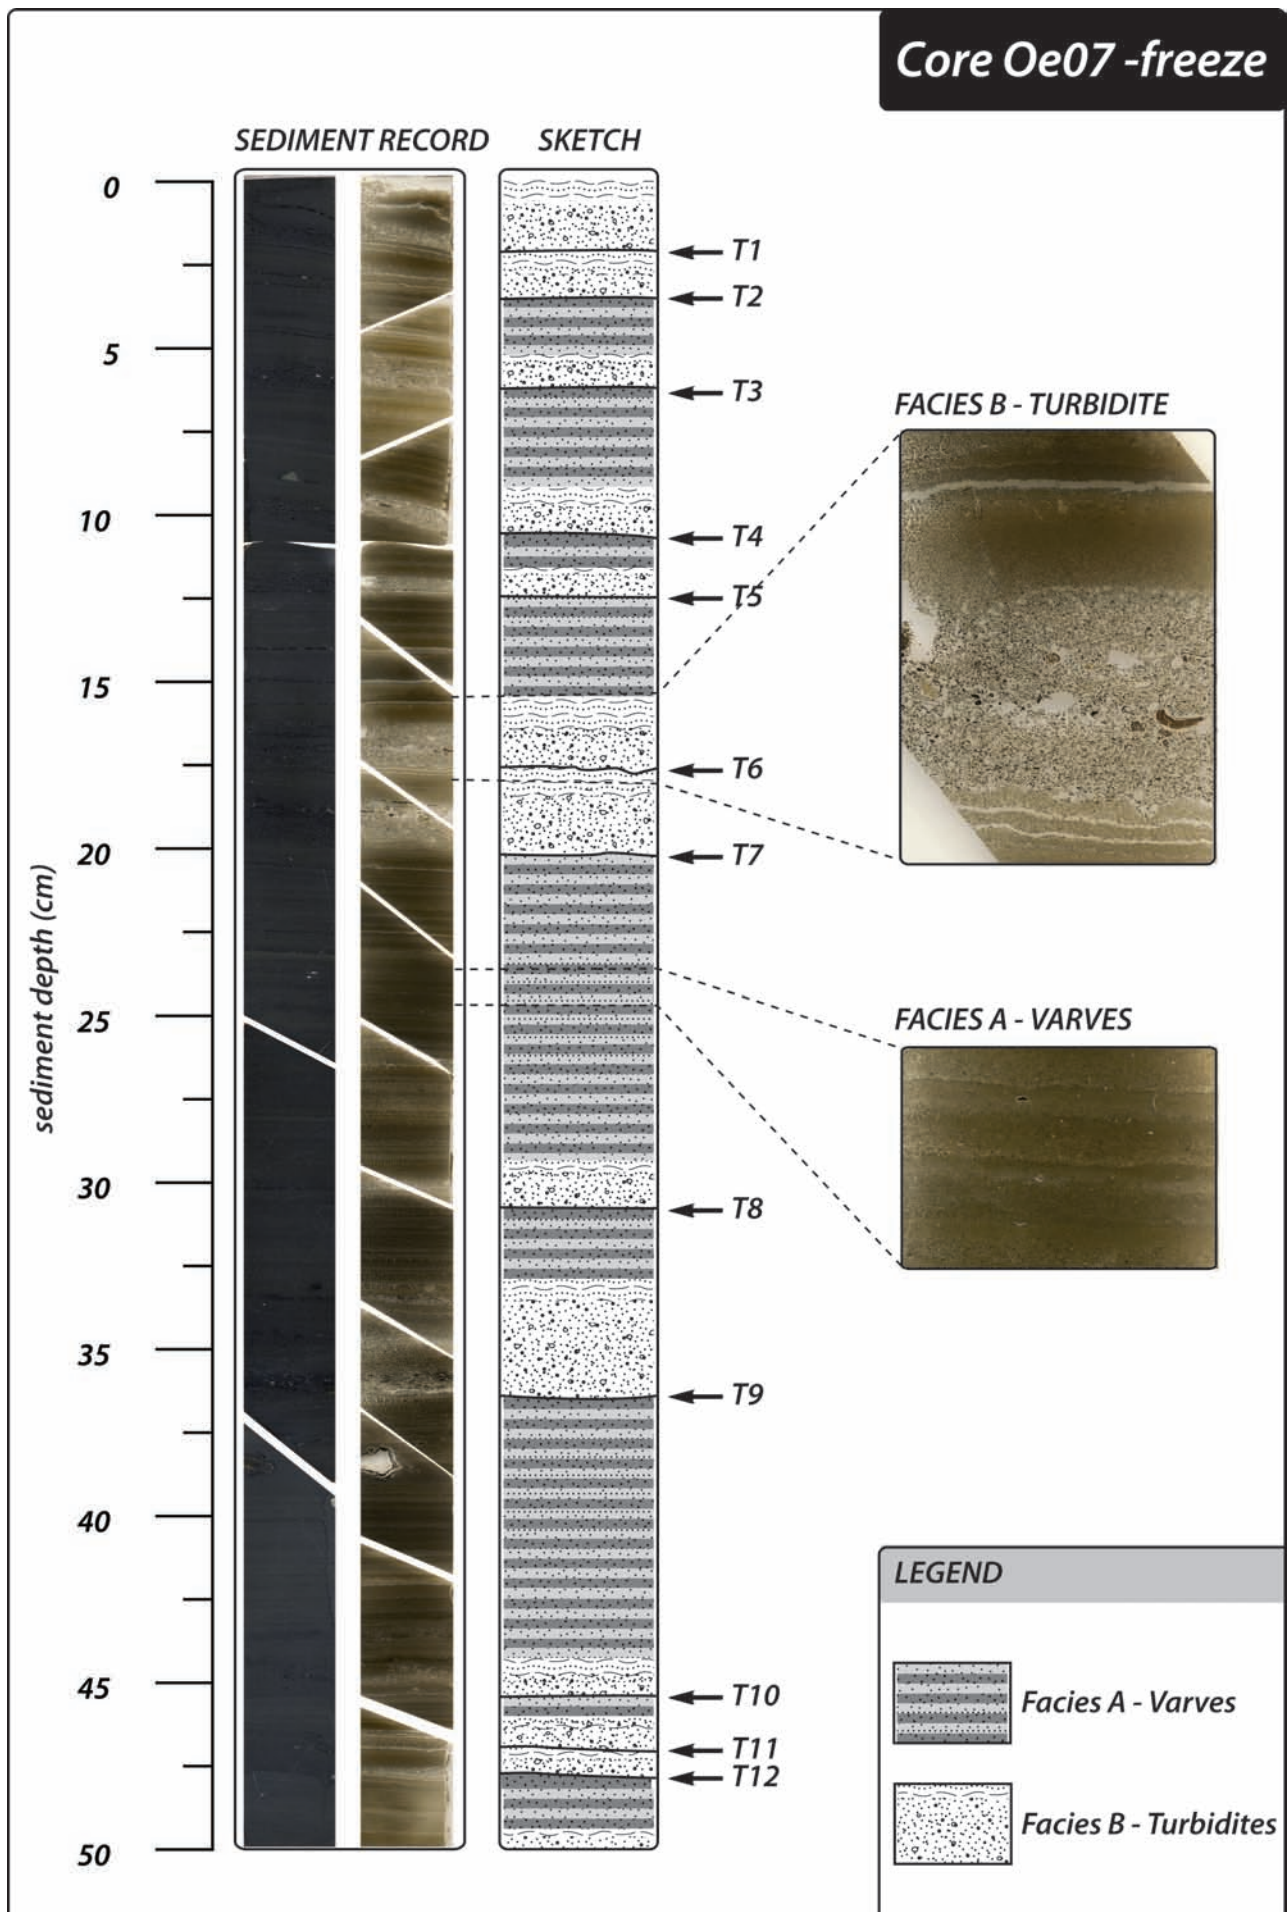 Core Oe07 -freeze
SEDIMENT RECORD
SKETCH
0
5
10
15
20
25
30
35
40
45
50
sediment depth (cm)
T1
T2
T3
T4
T5
T6
T7
T8
T9
T10
T11
T12
FACIES B - TURBIDITE
FACIES A - VARVES
LEGEND
Facies A - Varves
Facies B - Turbidites